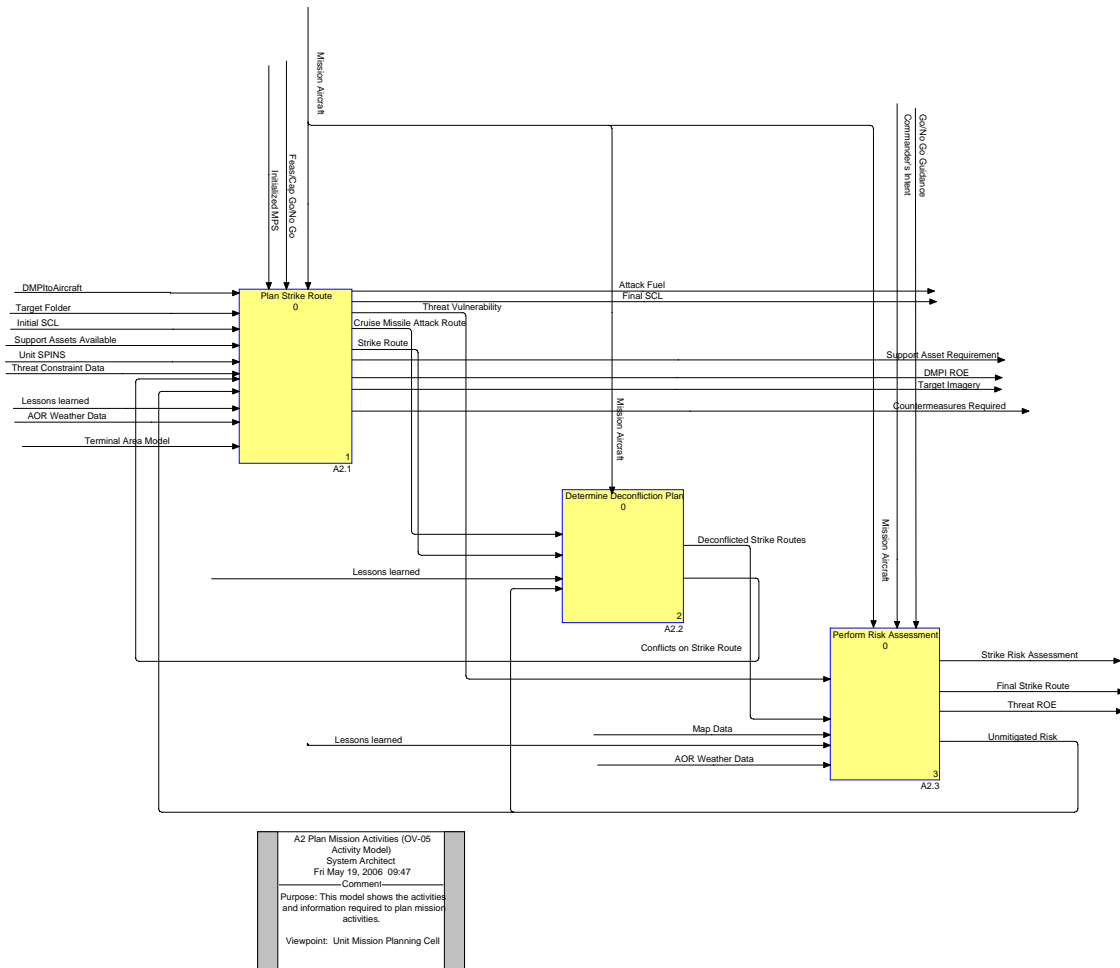 Mission Aircraft
Feas/Cap Go/No Go
Initialized MPS
Go/No Go Guidance
Commander's Intent
DMPItoAircraft
Target Folder
Initial SCL
Support Assets Available
Unit SPINS
Threat Constraint Data
Lessons learned
AOR Weather Data
Terminal Area Model
Plan Strike Route
0
1
A2.1
Attack Fuel
Final SCL
Threat Vulnerability
Cruise Missile Attack Route
Strike Route
Support Asset Requirement
DMPI ROE
Target Imagery
Countermeasures Required
Mission Aircraft
Determine Deconfliction Plan
0
2
A2.2
Lessons learned
Deconflicted Strike Routes
Conflicts on Strike Route
Mission Aircraft
Perform Risk Assessment
0
3
A2.3
Map Data
Lessons learned
AOR Weather Data
Strike Risk Assessment
Final Strike Route
Threat ROE
Unmitigated Risk
A2 Plan Mission Activities (OV-05
Activity Model)
System Architect
Fri May 19, 2006 09:47
Comment
Purpose: This model shows the activities
and information required to plan mission
activities.
Viewpoint: Unit Mission Planning Cell